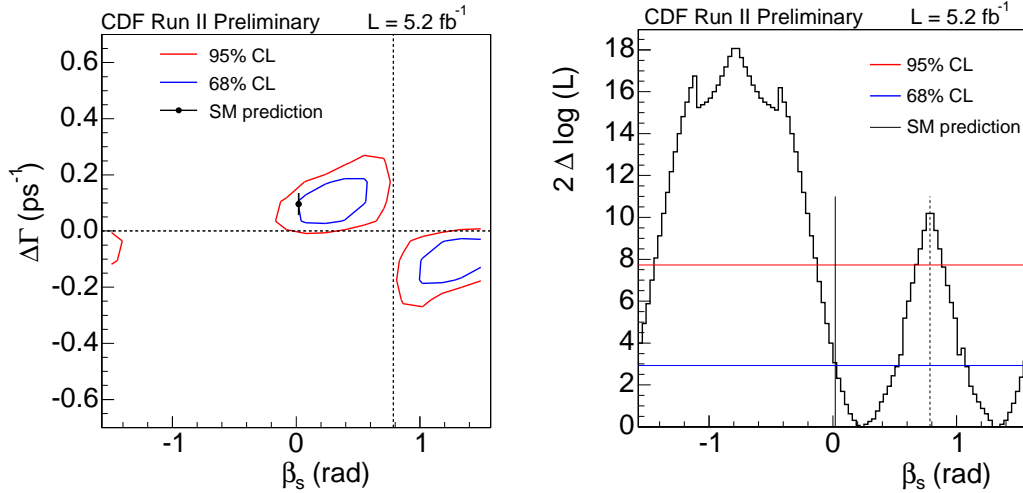 CDF Run II Preliminary L = 5.2 fb⁻¹
95% CL
68% CL
SM prediction
ΔΓ (ps⁻¹)
0.6
0.4
0.2
0.0
-0.2
-0.4
-0.6
-1 0 1
βₛ (rad)
CDF Run II Preliminary L = 5.2 fb⁻¹
95% CL
68% CL
SM prediction
2 Δ log (L)
18
16
14
12
10
8
6
4
2
0
-1 0 1
βₛ (rad)